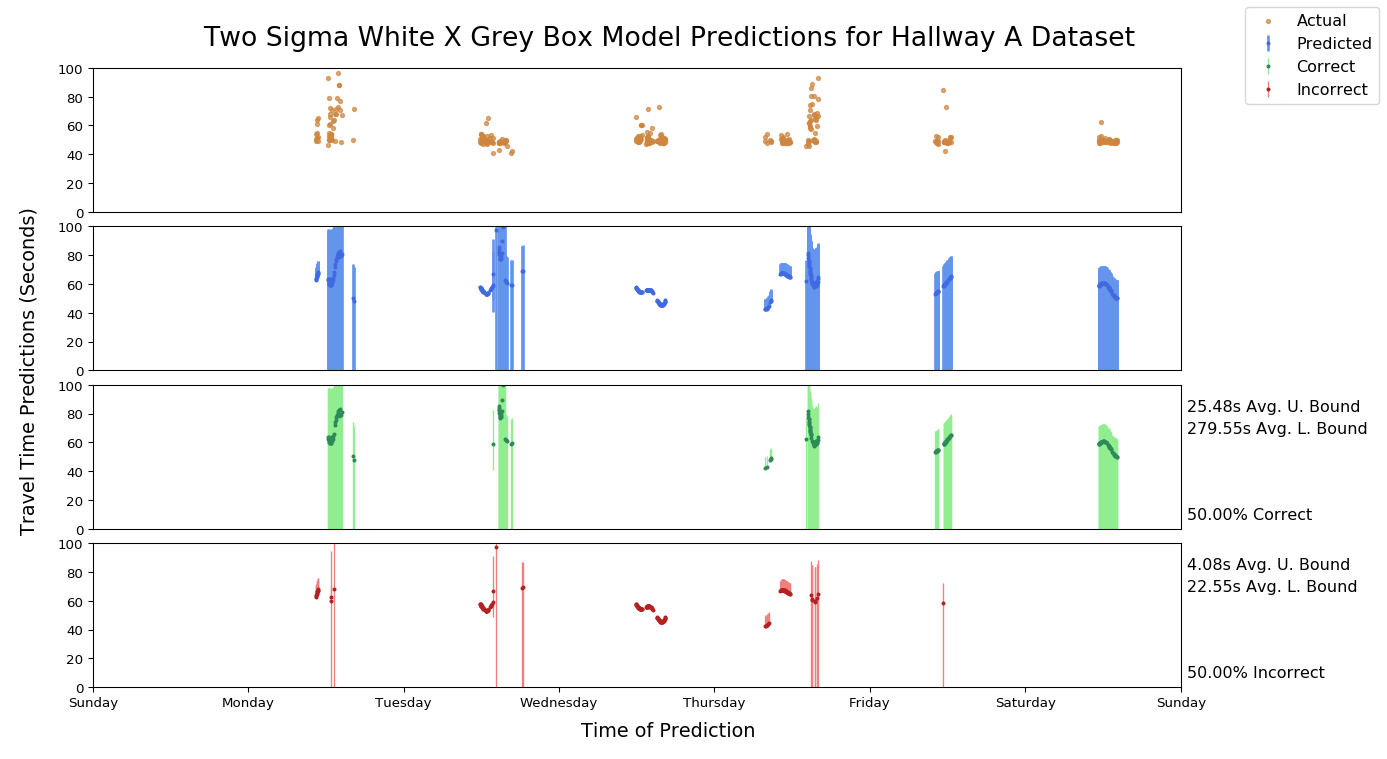 Two Sigma White X Grey Box Model Predictions for Hallway A Dataset
Actual
Predicted
Correct
Incorrect
Travel Time Predictions (Seconds)
100
80
60
40
20
0
100
80
60
40
20
0
100
80
60
40
20
0
25.48s Avg. U. Bound
279.55s Avg. L. Bound
50.00% Correct
100
80
60
40
20
0
4.08s Avg. U. Bound
22.55s Avg. L. Bound
50.00% Incorrect
Sunday Monday Tuesday Wednesday Thursday Friday Saturday Sunday
Time of Prediction